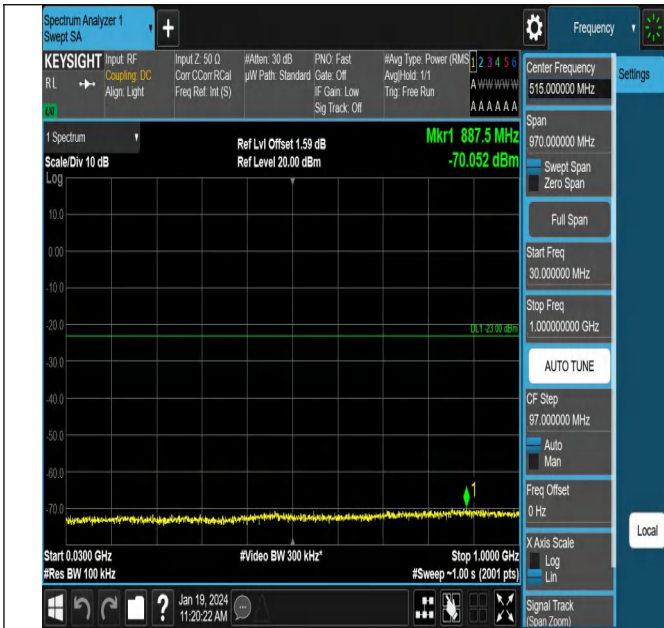 Spectrum Analyzer 1
Swept SA
Frequency
KEYSIGHT
RL
LXI
Input: RF
Coupling: DC
Align: Light
Input Z: 50 Ω
Corr CCorr RCal
Freq Ref: Int (S)
#Atten: 30 dB
µW Path: Standard
PNO: Fast
Gate: Off
IF Gain: Low
Sig Track: Off
#Avg Type: Power (RMS
Avg|Hold: 1/1
Trig: Free Run
1 2 3 4 5 6
A W W W W W
A A A A A A
1 Spectrum
Scale/Div 10 dB
Log
Ref Lvl Offset 1.59 dB
Ref Level 20.00 dBm
Mkr1 887.5 MHz
-70.052 dBm
10.0
0.00
-10.0
-20.0
DL1 -23.00 dBm
-30.0
-40.0
-50.0
-60.0
-70.0
1
Start 0.0300 GHz
#Res BW 100 kHz
#Video BW 300 kHz*
Stop 1.0000 GHz
#Sweep ~1.00 s (2001 pts)
Jan 19, 2024
11:20:22 AM
Center Frequency
515.000000 MHz
Settings
Span
970.000000 MHz
Swept Span
Zero Span
Full Span
Start Freq
30.000000 MHz
Stop Freq
1.000000000 GHz
AUTO TUNE
CF Step
97.000000 MHz
Auto
Man
Freq Offset
0 Hz
Local
X Axis Scale
Log
Lin
Signal Track
(Span Zoom)